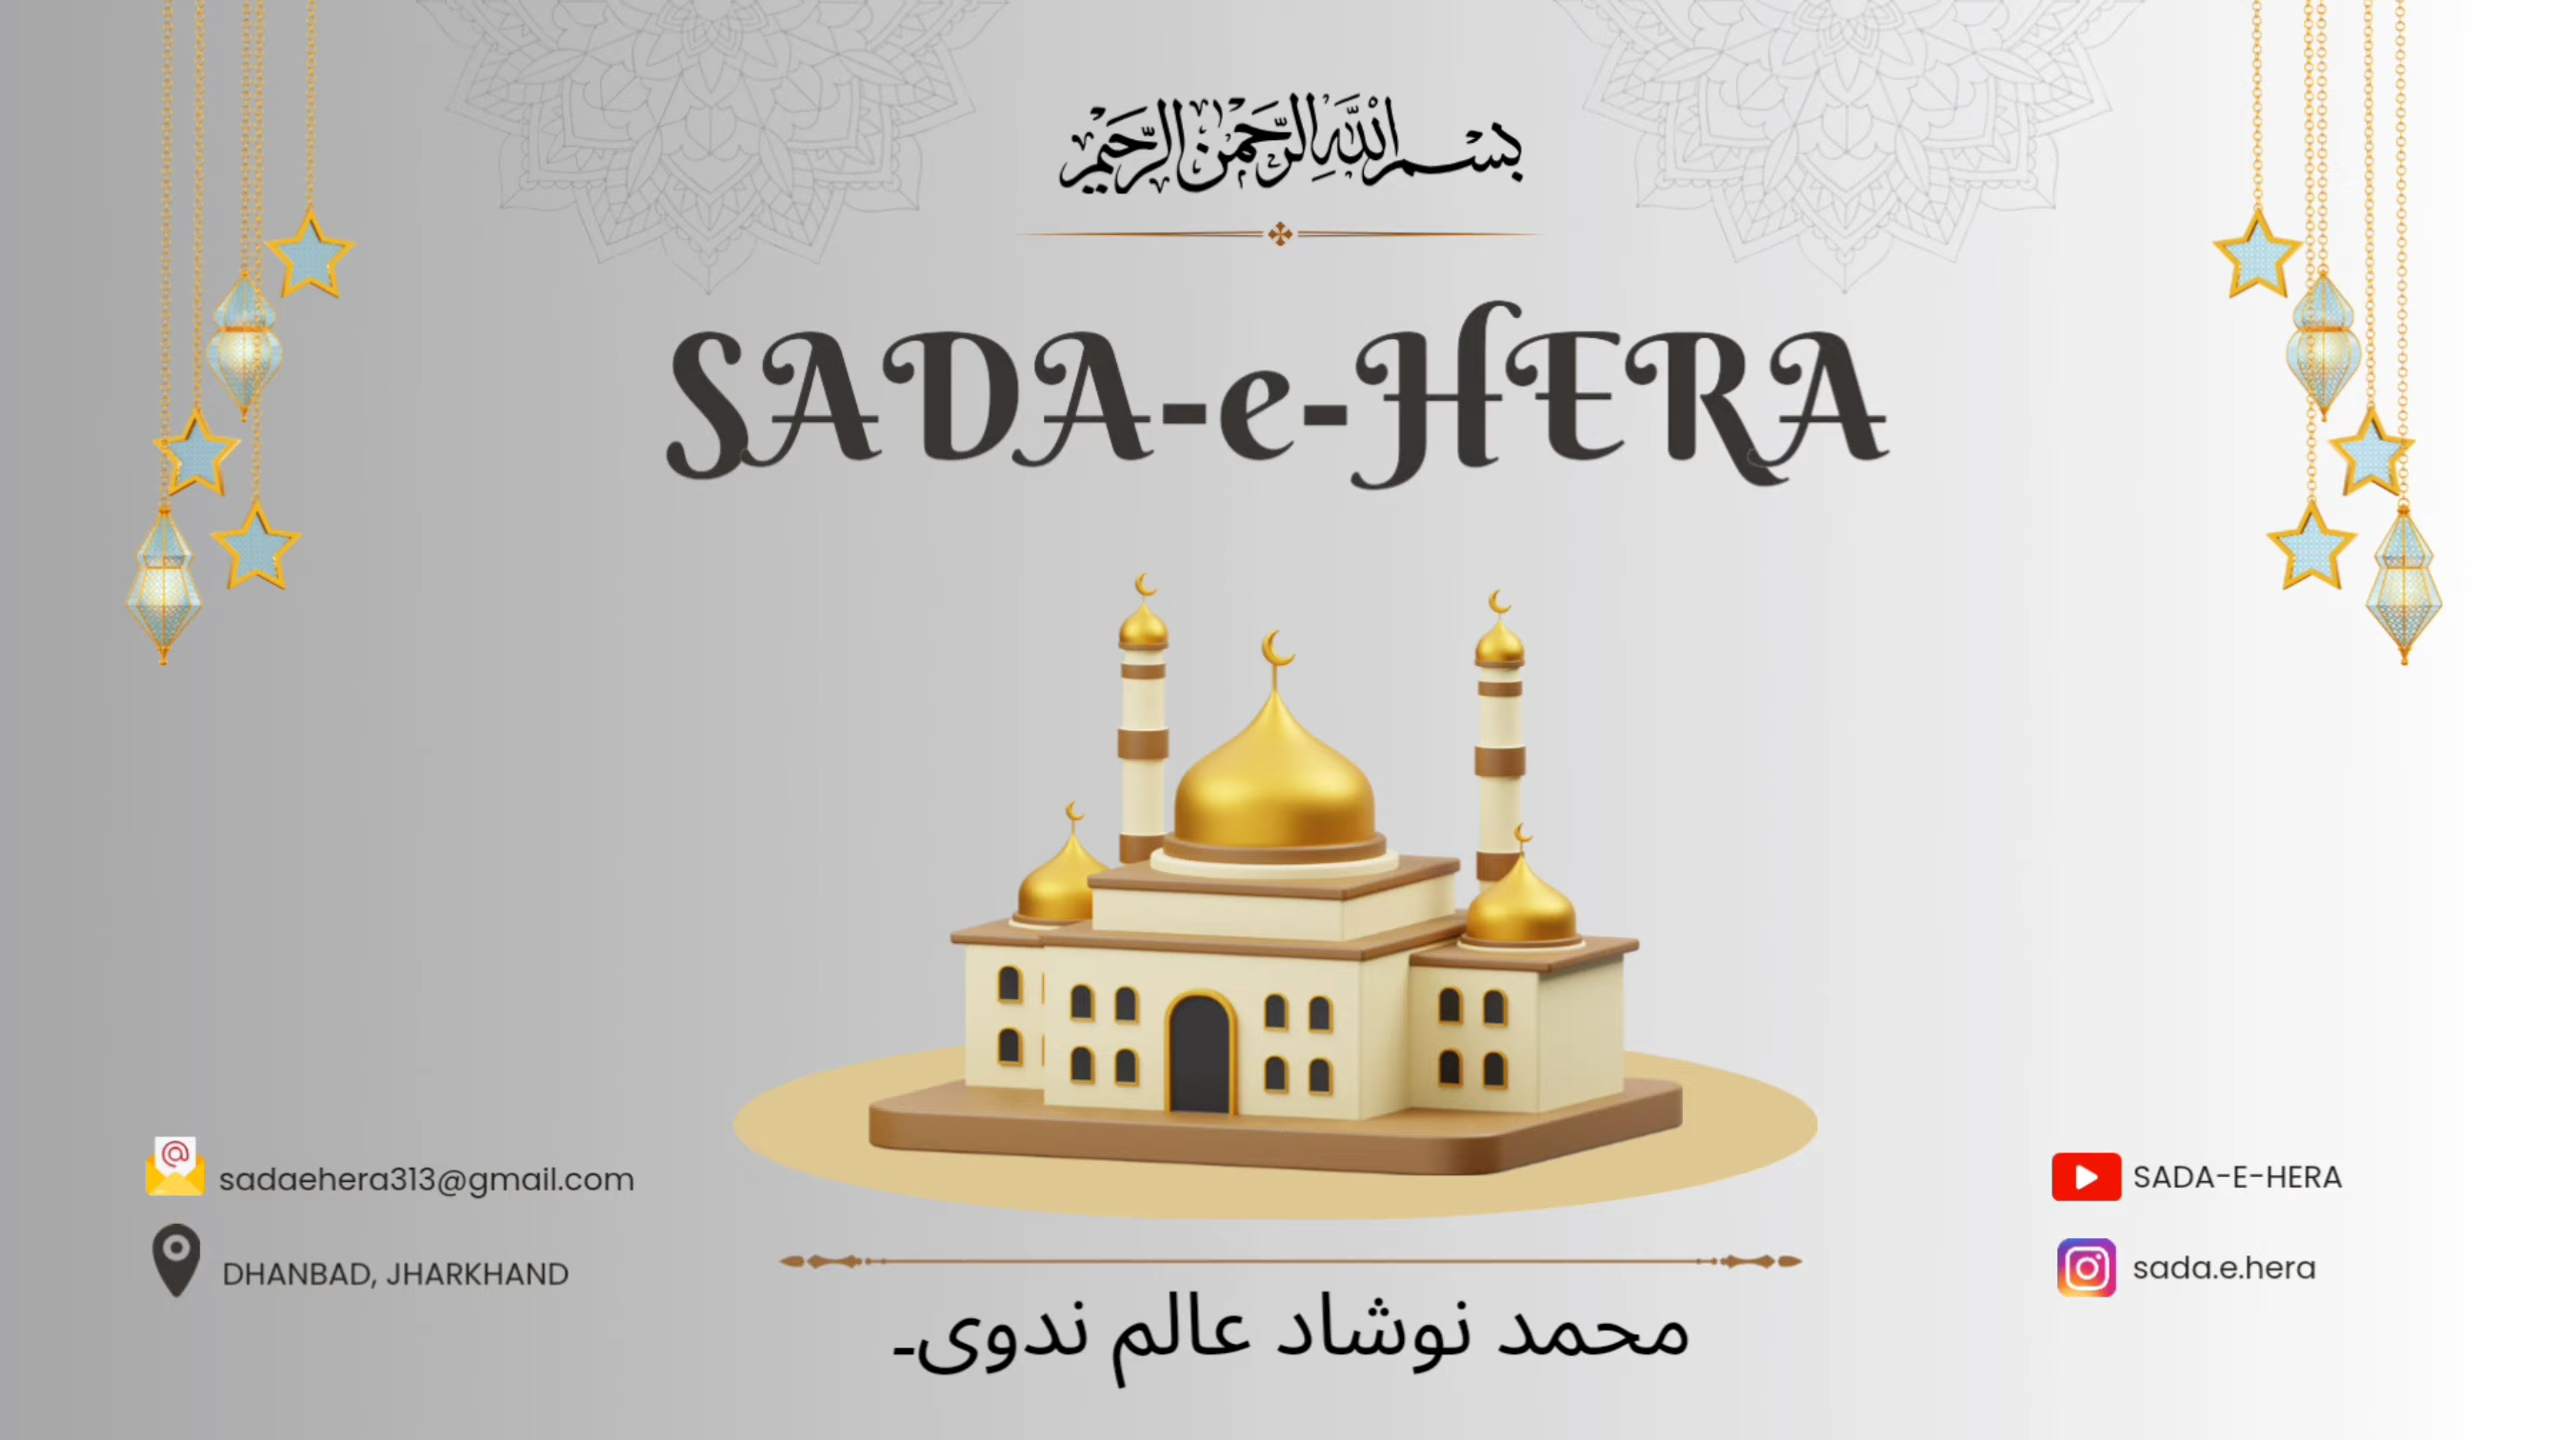 بسم الله الرحمن الرحيم
SADA-e-HERA
sadaehera313@gmail.com
DHANBAD, JHARKHAND
SADA-E-HERA
sada.e.hera
محمد نوشاد عالم ندوی۔